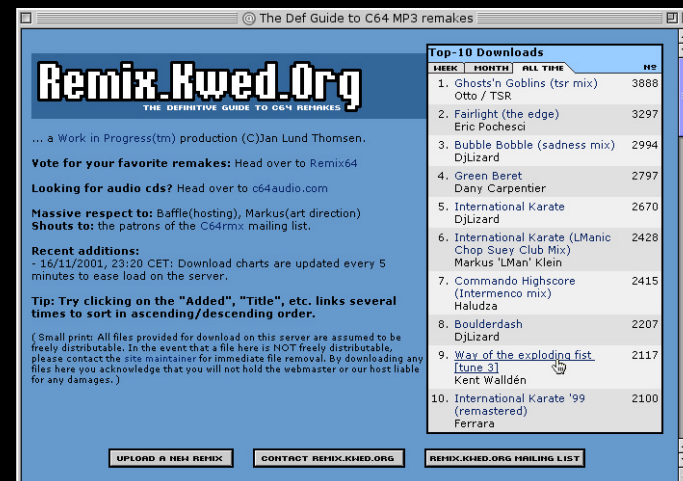 The Def Guide to C64 MP3 remakes
Remix.Kwed.Org
THE DEFINITIVE GUIDE TO C64 REMAKES
... a Work in Progress(tm) production (C)Jan Lund Thomsen.
Vote for your favorite remakes: Head over to Remix64
Looking for audio cds? Head over to c64audio.com
Massive respect to: Baffle(hosting), Markus(art direction)
Shouts to: the patrons of the C64rmx mailing list.
Recent additions:
- 16/11/2001, 23:20 CET: Download charts are updated every 5
minutes to ease load on the server.
Tip: Try clicking on the "Added", "Title", etc. links several
times to sort in ascending/descending order.
( Small print: All files provided for download on this server are assumed to be
freely distributable. In the event that a file here is NOT freely distributable,
please contact the site maintainer for immediate file removal. By downloading any
files here you acknowledge that you will not hold the webmaster or our host liable
for any damages. )
Top-10 Downloads
WEEK MONTH ALL TIME Nº
1. Ghosts'n Goblins (tsr mix) 3888
Otto / TSR
2. Fairlight (the edge) 3297
Eric Pochesci
3. Bubble Bobble (sadness mix) 2994
DjLizard
4. Green Beret 2797
Dany Carpentier
5. International Karate 2670
DjLizard
6. International Karate (LManic 2428
Chop Suey Club Mix)
Markus 'LMan' Klein
7. Commando Highscore 2415
(Intermenco mix)
Haludza
8. Boulderdash 2207
DjLizard
9. Way of the exploding fist 2117
[tune 3]
Kent Walldén
10. International Karate '99 2100
(remastered)
Ferrara
UPLOAD A NEW REMIX CONTACT REMIX.KWED.ORG REMIX.KWED.ORG MAILING LIST